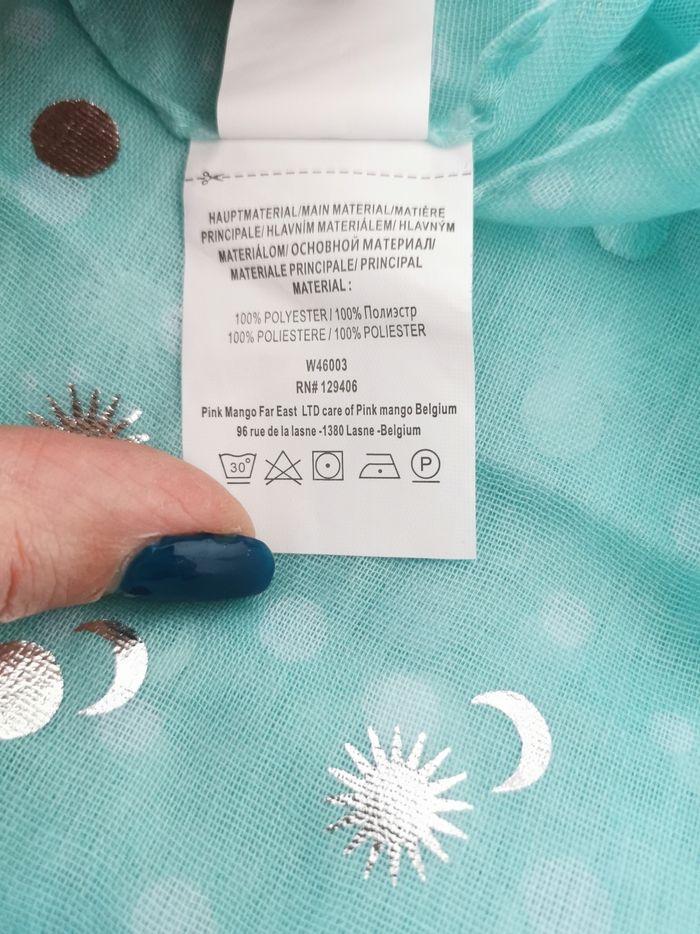 HAUPTMATERIAL/MAIN MATERIAL/MATIÈRE
PRINCIPALE/ HLAVNÍM MATERIÁLEM/ HLAVNÝM
MATERIÁLOM/ ОСНОВНОЙ МАТЕРИАЛ/
MATERIALE PRINCIPALE/ PRINCIPAL
MATERIAL :
100% POLYESTER / 100% Полиэстр
100% POLIESTERE / 100% POLIESTER
W46003
RN# 129406
Pink Mango Far East LTD care of Pink mango Belgium
96 rue de la lasne -1380 Lasne -Belgium
30° P